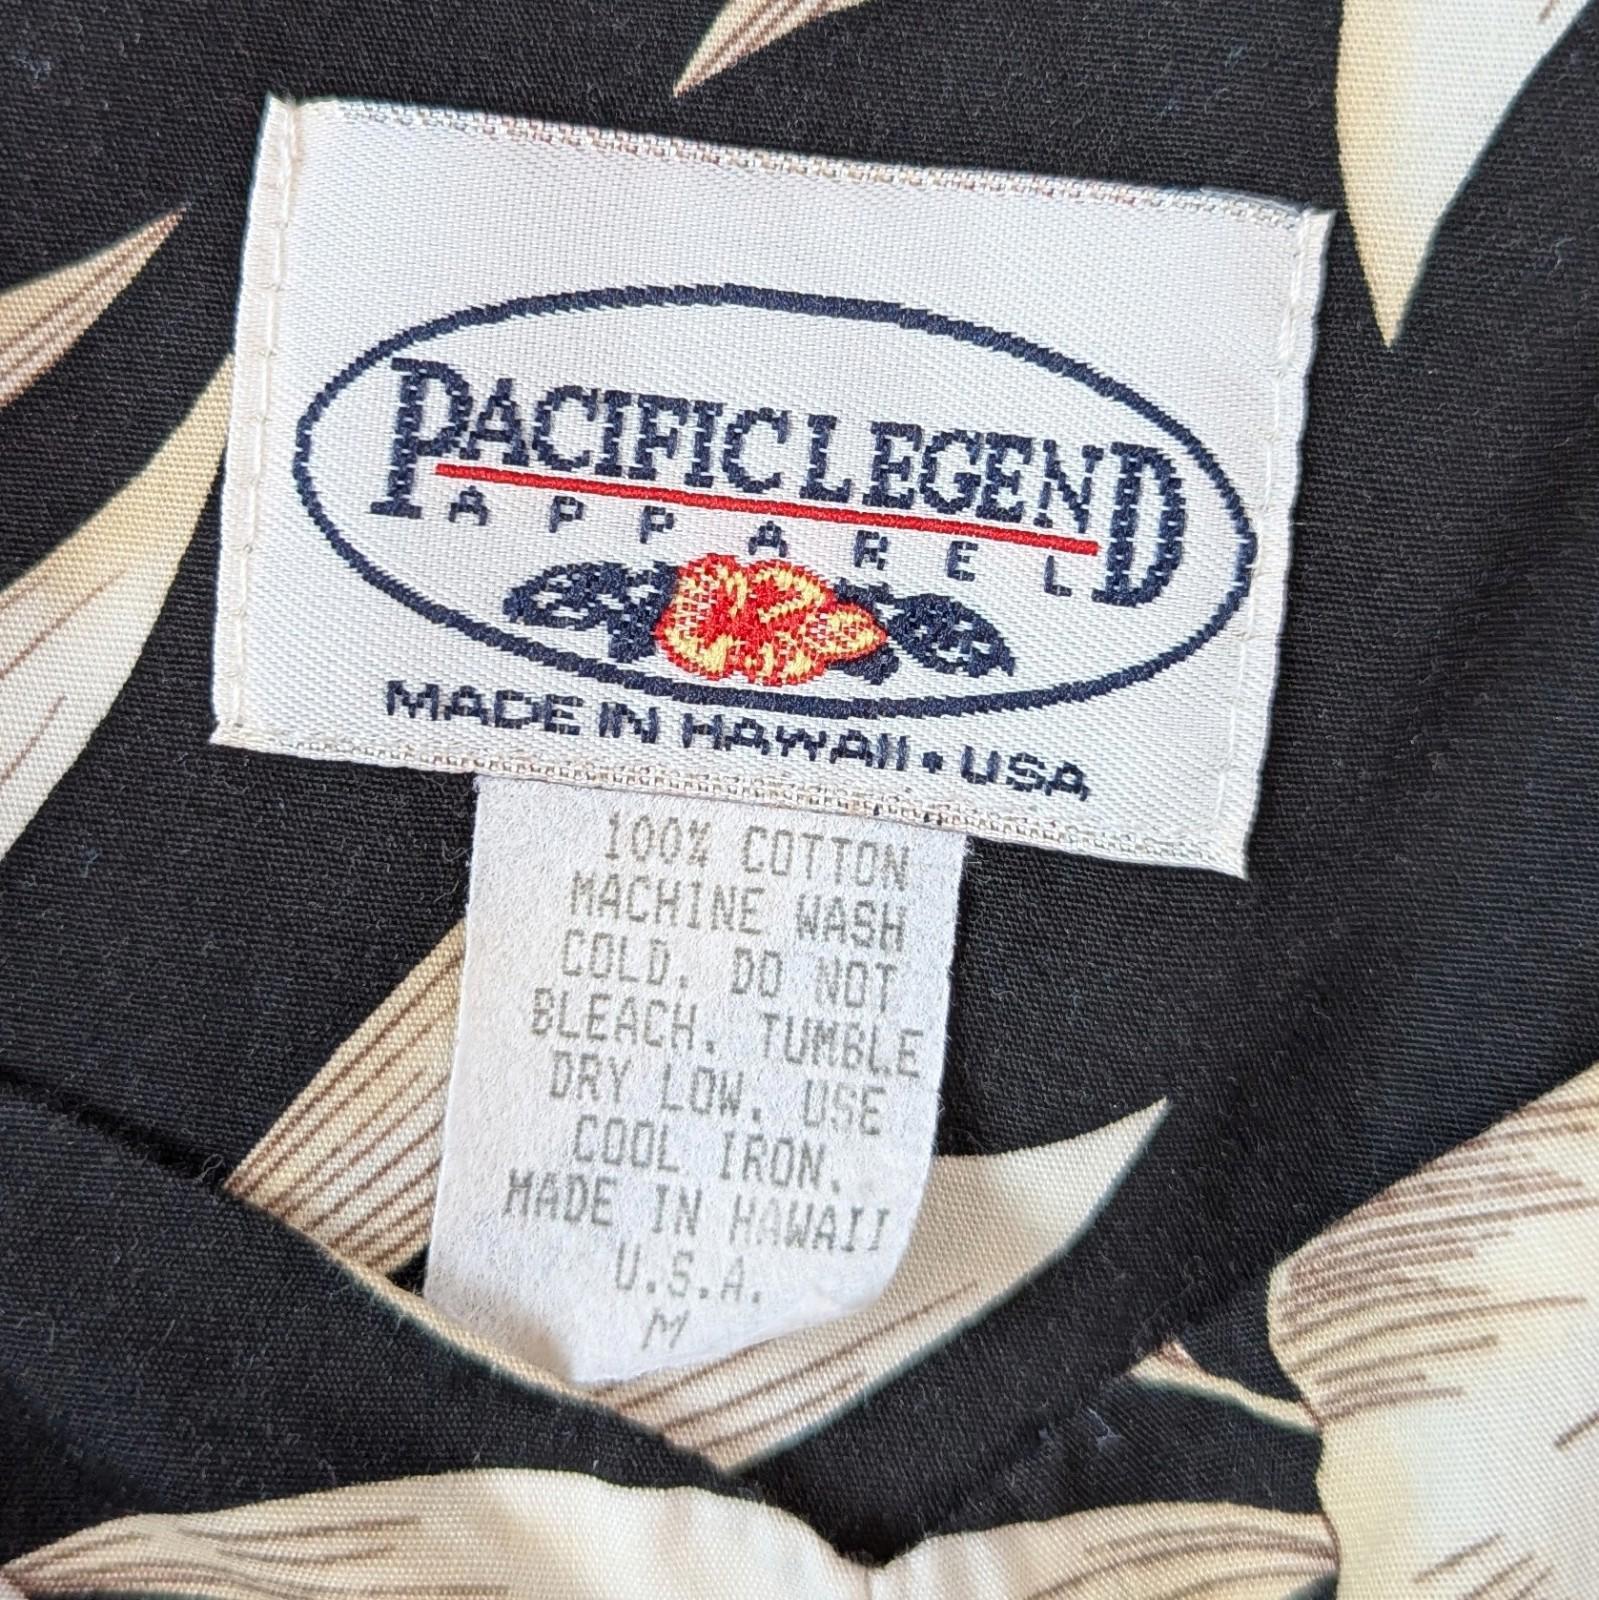 PACIFIC LEGEND
APPAREL
MADE IN HAWAII • USA
100% COTTON
MACHINE WASH
COLD. DO NOT
BLEACH. TUMBLE
DRY LOW. USE
COOL IRON.
MADE IN HAWAII
U.S.A.
M